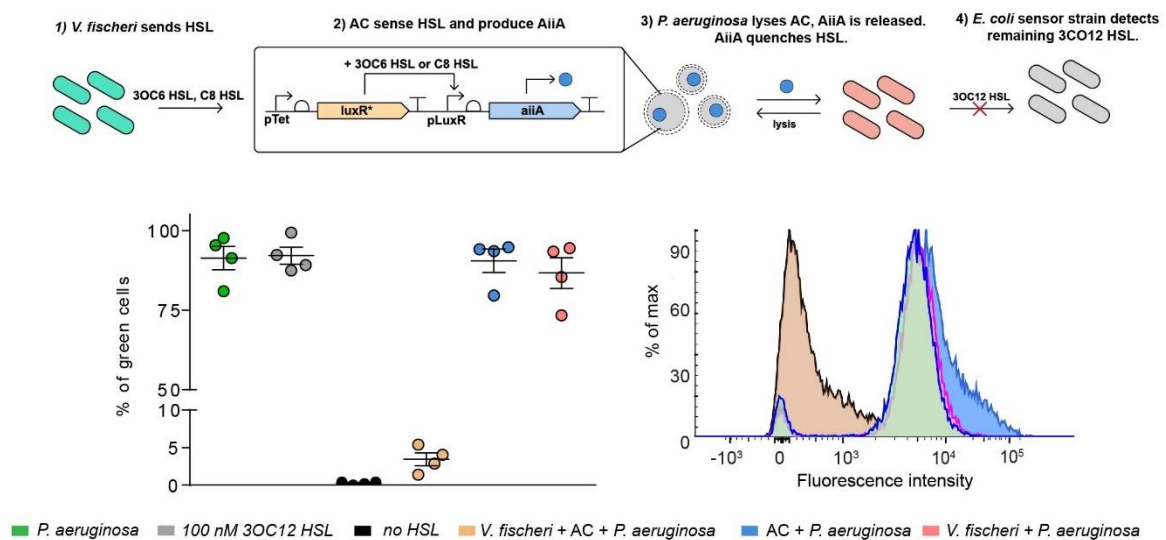 1) V. fischeri sends HSL
2) AC sense HSL and produce AiiA
3) P. aeruginosa lyses AC, AiiA is released.
AiiA quenches HSL.
4) E. coli sensor strain detects
remaining 3CO12 HSL.
3OC6 HSL, C8 HSL
+ 3OC6 HSL or C8 HSL
luxR*
aiiA
pTet
pLuxR
lysis
3OC12 HSL
% of green cells
100
75
50
10
5
0
% of max
90
60
30
0
-10³
0
10³
10⁴
10⁵
Fluorescence intensity
P. aeruginosa
100 nM 3OC12 HSL
no HSL
V. fischeri + AC + P. aeruginosa
AC + P. aeruginosa
V. fischeri + P. aeruginosa